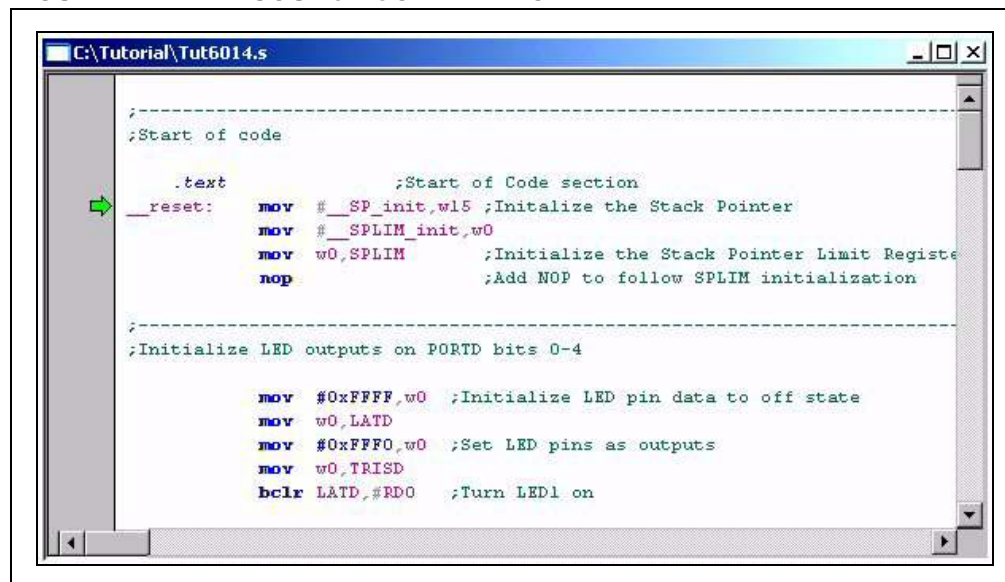 C:\Tutorial\Tut6014.s
;----------------------------------------------------------------------
;Start of code
.text ;Start of Code section
__reset: mov #__SP_init,w15 ;Initalize the Stack Pointer
mov #__SPLIM_init,w0
mov w0,SPLIM ;Initialize the Stack Pointer Limit Registe
nop ;Add NOP to follow SPLIM initialization
;----------------------------------------------------------------------
;Initialize LED outputs on PORTD bits 0-4
mov #0xFFFF,w0 ;Initialize LED pin data to off state
mov w0,LATD
mov #0xFFF0,w0 ;Set LED pins as outputs
mov w0,TRISD
bclr LATD,#RD0 ;Turn LED1 on